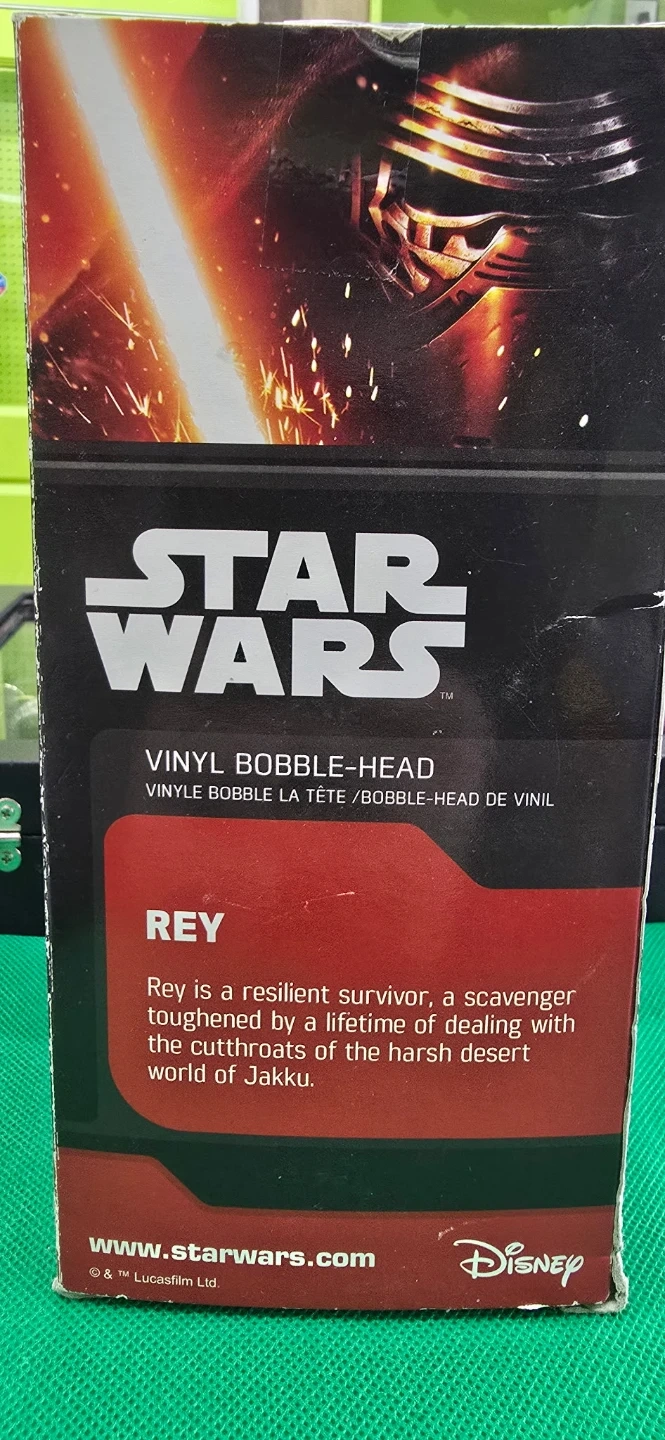 STAR
WARS
TM
VINYL BOBBLE-HEAD
VINYLE BOBBLE LA TÊTE /BOBBLE-HEAD DE VINIL
REY
Rey is a resilient survivor, a scavenger
toughened by a lifetime of dealing with
the cutthroats of the harsh desert
world of Jakku.
www.starwars.com
© & ™ Lucasfilm Ltd.
Disney